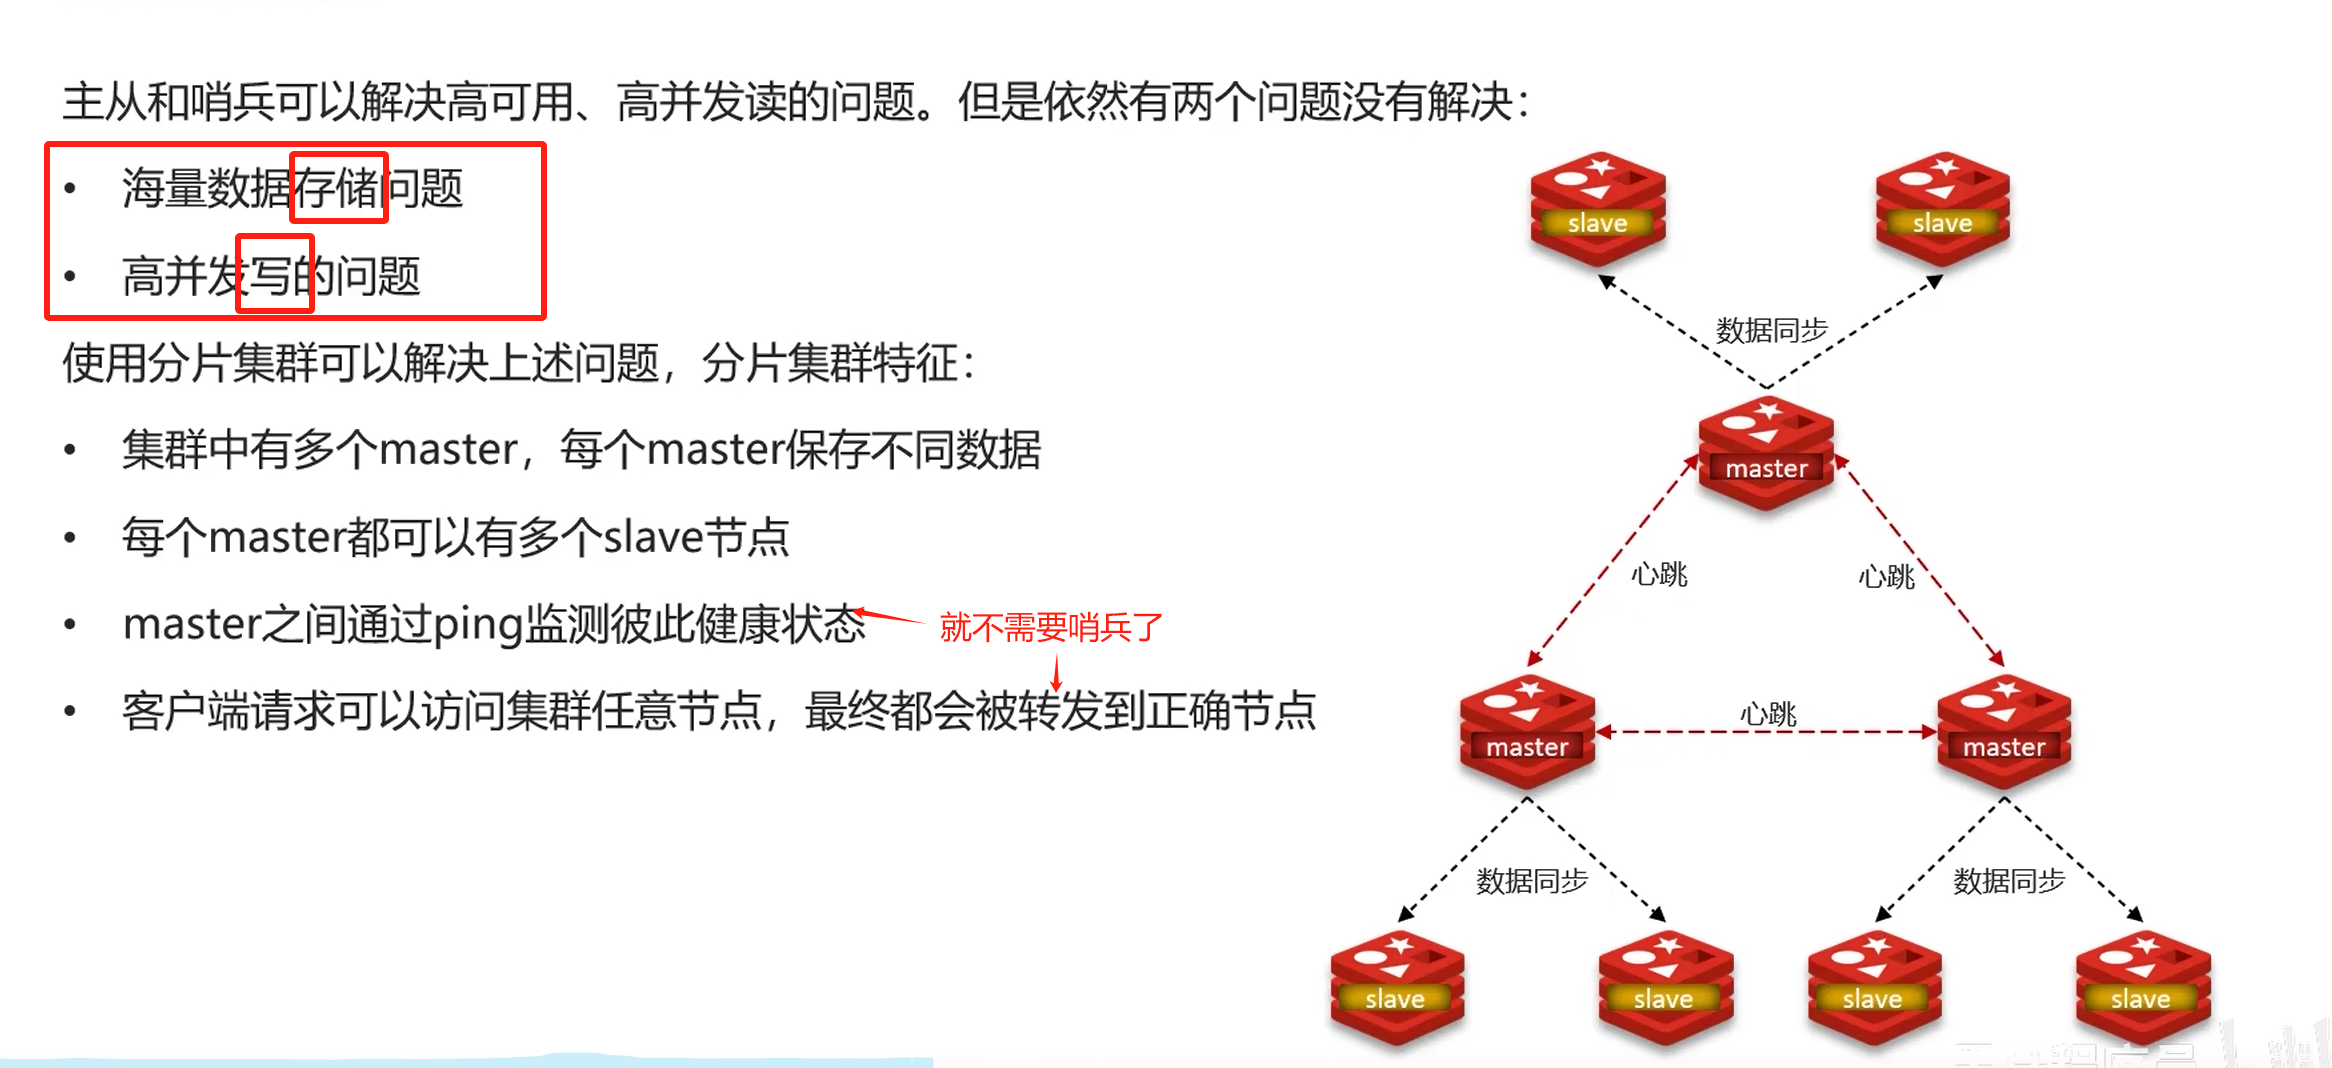 主从和哨兵可以解决高可用、高并发读的问题。但是依然有两个问题没有解决：
• 海量数据存储问题
• 高并发写的问题
使用分片集群可以解决上述问题，分片集群特征：
• 集群中有多个master，每个master保存不同数据
• 每个master都可以有多个slave节点
• master之间通过ping监测彼此健康状态
就不需要哨兵了
• 客户端请求可以访问集群任意节点，最终都会被转发到正确节点
slave
slave
数据同步
master
心跳
心跳
master
心跳
master
数据同步
数据同步
slave
slave
slave
slave